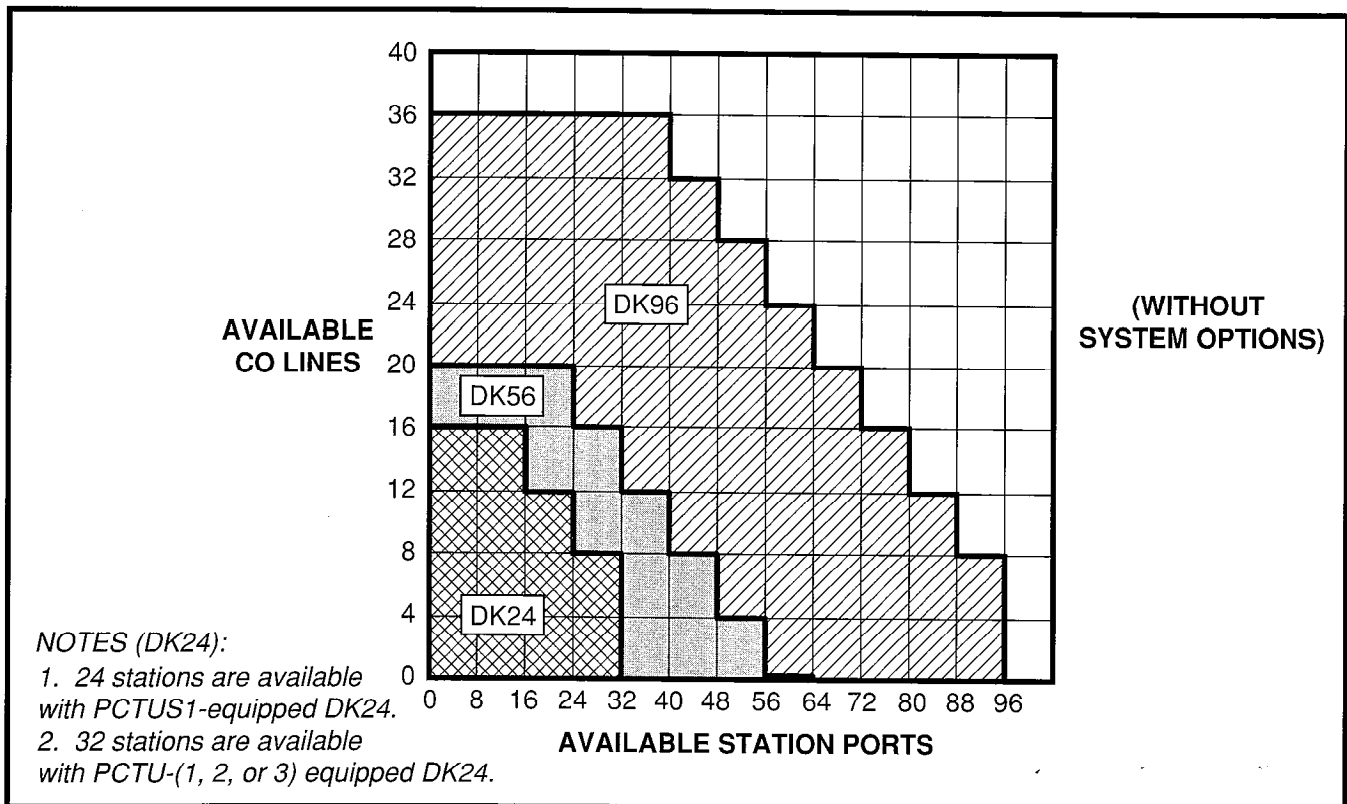 40
36
32
28
24
20
16
12
8
4
0
AVAILABLE
CO LINES
DK96
DK56
DK24
(WITHOUT
SYSTEM OPTIONS)
0 8 16 24 32 40 48 56 64 72 80 88 96
AVAILABLE STATION PORTS
NOTES (DK24):
1. 24 stations are available
with PCTUS1-equipped DK24.
2. 32 stations are available
with PCTU-(1, 2, or 3) equipped DK24.